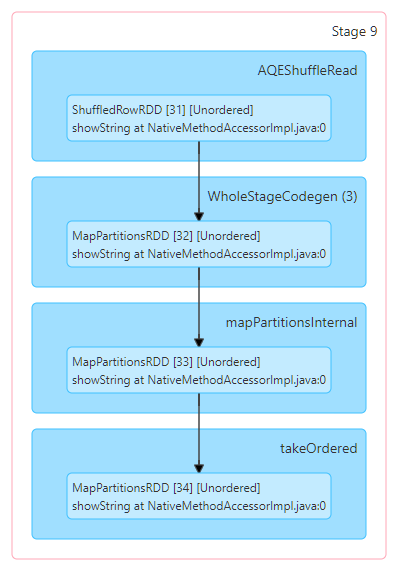 Stage 9
AQEShuffleRead
ShuffledRowRDD [31] [Unordered]
showString at NativeMethodAccessorImpl.java:0
WholeStageCodegen (3)
MapPartitionsRDD [32] [Unordered]
showString at NativeMethodAccessorImpl.java:0
mapPartitionsInternal
MapPartitionsRDD [33] [Unordered]
showString at NativeMethodAccessorImpl.java:0
takeOrdered
MapPartitionsRDD [34] [Unordered]
showString at NativeMethodAccessorImpl.java:0